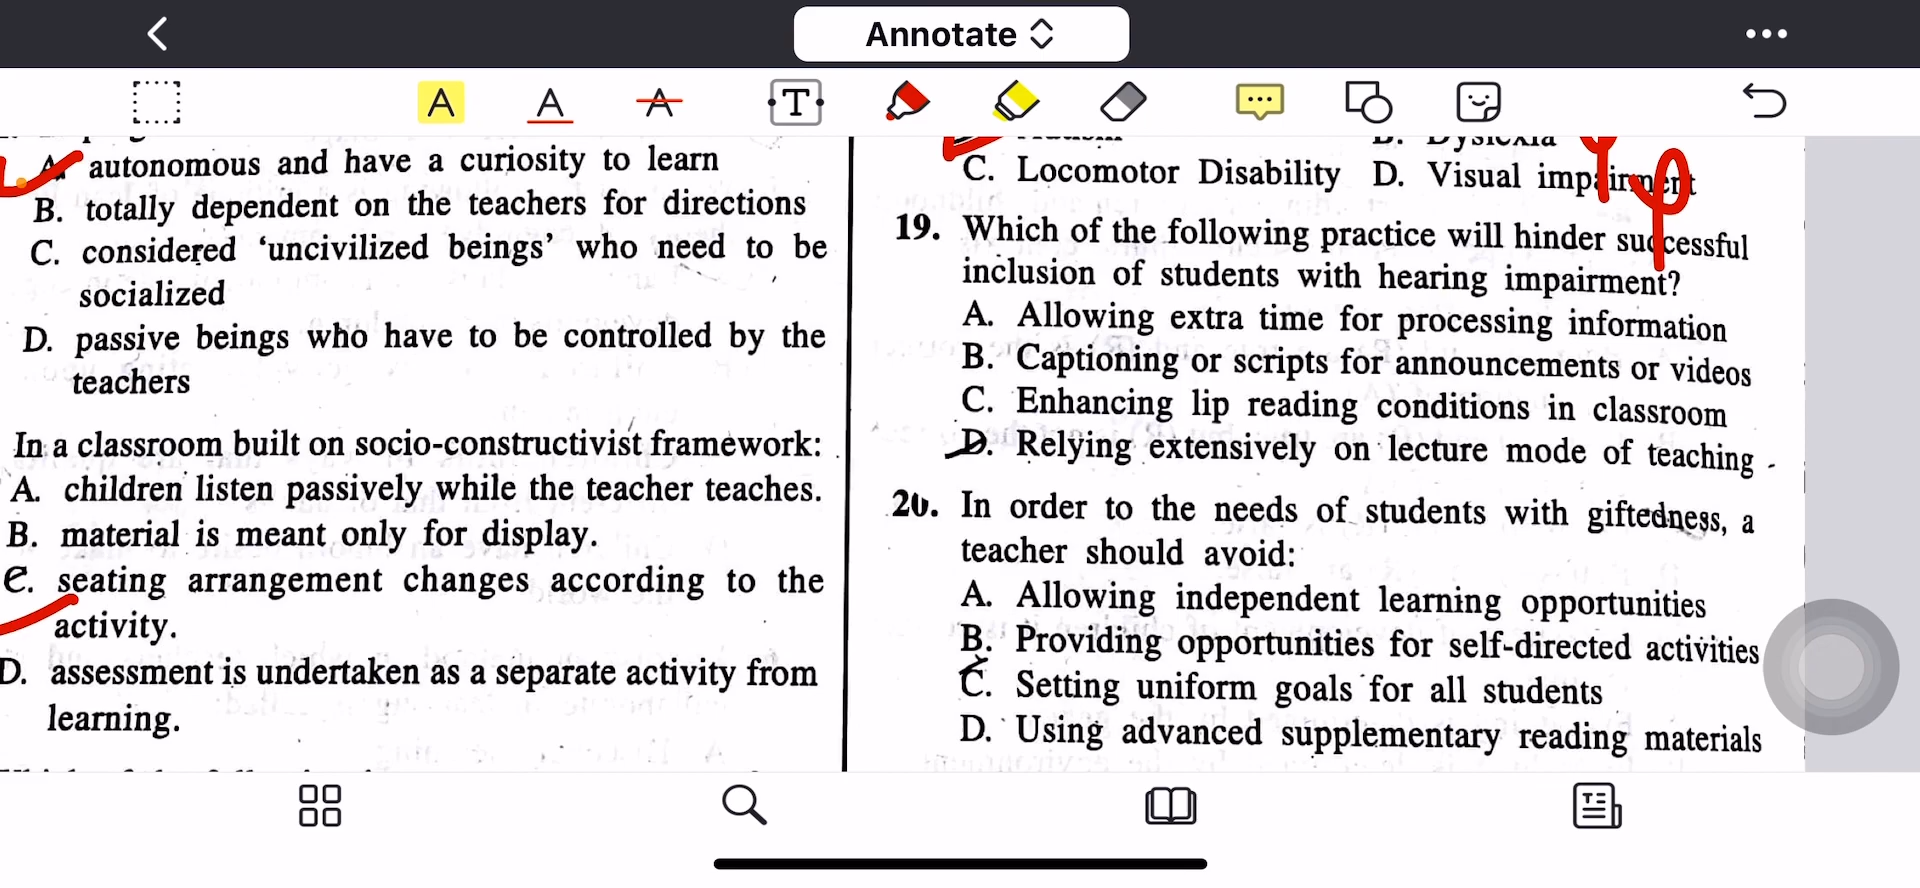 Annotate
A. autonomous and have a curiosity to learn
B. totally dependent on the teachers for directions
C. considered ‘uncivilized beings’ who need to be
socialized
D. passive beings who have to be controlled by the
teachers
In a classroom built on socio-constructivist framework:
A. children listen passively while the teacher teaches.
B. material is meant only for display.
C. seating arrangement changes according to the
activity.
D. assessment is undertaken as a separate activity from
learning.
B. Dyslexia
C. Locomotor Disability D. Visual impairment
19. Which of the following practice will hinder successful
inclusion of students with hearing impairment?
A. Allowing extra time for processing information
B. Captioning or scripts for announcements or videos
C. Enhancing lip reading conditions in classroom
D. Relying extensively on lecture mode of teaching
20. In order to the needs of students with giftedness, a
teacher should avoid:
A. Allowing independent learning opportunities
B. Providing opportunities for self-directed activities
C. Setting uniform goals for all students
D. Using advanced supplementary reading materials